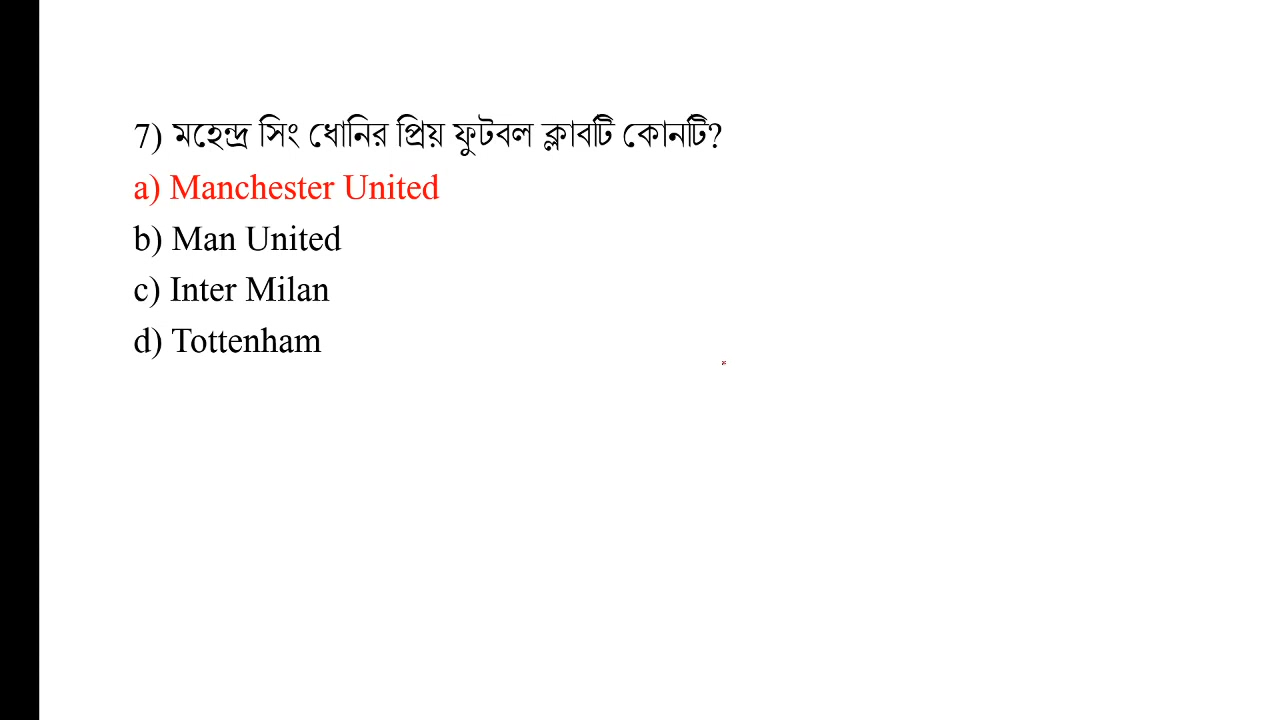 7) মহেন্দ্র সিং ধোনির প্রিয় ফুটবল ক্লাবটি কোনটি?
a) Manchester United
b) Man United
c) Inter Milan
d) Tottenham